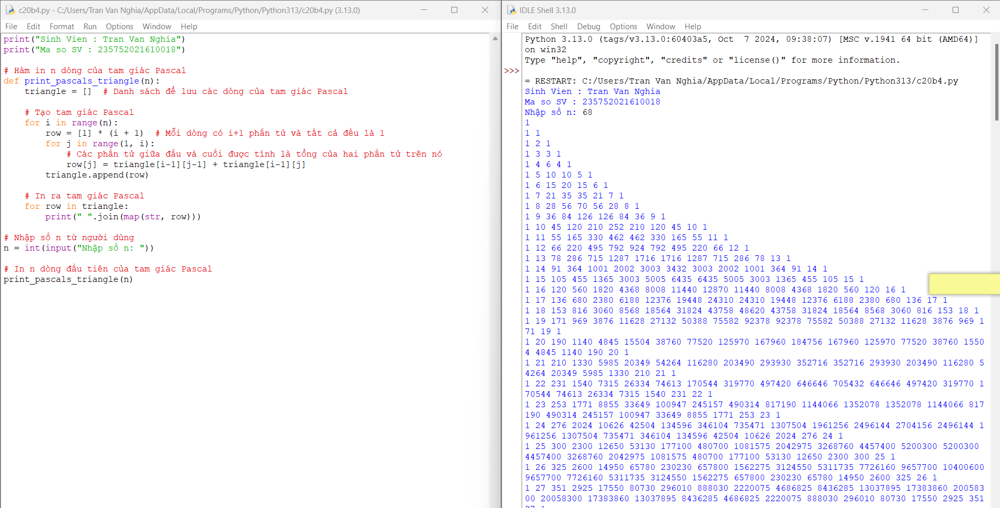 c20b4.py - C:/Users/Tran Van Nghia/AppData/Local/Programs/Python/Python313/c20b4.py (3.13.0)
File Edit Format Run Options Window Help
print("Sinh Vien : Tran Van Nghia")
print("Ma so SV : 235752021610018")
# Hàm in n dòng của tam giác Pascal
def print_pascals_triangle(n):
triangle = [] # Danh sách để lưu các dòng của tam giác Pascal
# Tạo tam giác Pascal
for i in range(n):
row = [1] * (i + 1) # Mỗi dòng có i+1 phần tử và tất cả đều là 1
for j in range(1, i):
# Các phần tử giữa đầu và cuối được tính là tổng của hai phần tử trên nó
row[j] = triangle[i-1][j-1] + triangle[i-1][j]
triangle.append(row)
# In ra tam giác Pascal
for row in triangle:
print(" ".join(map(str, row)))
# Nhập số n từ người dùng
n = int(input("Nhập số n: "))
# In n dòng đầu tiên của tam giác Pascal
print_pascals_triangle(n)
IDLE Shell 3.13.0
File Edit Shell Debug Options Window Help
Python 3.13.0 (tags/v3.13.0:60403a5, Oct  7 2024, 09:38:07) [MSC v.1941 64 bit (AMD64)]
on win32
Type "help", "copyright", "credits" or "license()" for more information.
>>>
= RESTART: C:/Users/Tran Van Nghia/AppData/Local/Programs/Python/Python313/c20b4.py
Sinh Vien : Tran Van Nghia
Ma so SV : 235752021610018
Nhập số n: 68
1
1 1
1 2 1
1 3 3 1
1 4 6 4 1
1 5 10 10 5 1
1 6 15 20 15 6 1
1 7 21 35 35 21 7 1
1 8 28 56 70 56 28 8 1
1 9 36 84 126 126 84 36 9 1
1 10 45 120 210 252 210 120 45 10 1
1 11 55 165 330 462 462 330 165 55 11 1
1 12 66 220 495 792 924 792 495 220 66 12 1
1 13 78 286 715 1287 1716 1716 1287 715 286 78 13 1
1 14 91 364 1001 2002 3003 3432 3003 2002 1001 364 91 14 1
1 15 105 455 1365 3003 5005 6435 6435 5005 3003 1365 455 105 15 1
1 16 120 560 1820 4368 8008 11440 12870 11440 8008 4368 1820 560 120 16 1
1 17 136 680 2380 6188 12376 19448 24310 24310 19448 12376 6188 2380 680 136 17 1
1 18 153 816 3060 8568 18564 31824 43758 48620 43758 31824 18564 8568 3060 816 153 18 1
1 19 171 969 3876 11628 27132 50388 75582 92378 92378 75582 50388 27132 11628 3876 969 1
71 19 1
1 20 190 1140 4845 15504 38760 77520 125970 167960 184756 167960 125970 77520 38760 1550
4 4845 1140 190 20 1
1 21 210 1330 5985 20349 54264 116280 203490 293930 352716 352716 293930 203490 116280 5
4264 20349 5985 1330 210 21 1
1 22 231 1540 7315 26334 74613 170544 319770 497420 646646 705432 646646 497420 319770 1
70544 74613 26334 7315 1540 231 22 1
1 23 253 1771 8855 33649 100947 245157 490314 817190 1144066 1352078 1352078 1144066 817
190 490314 245157 100947 33649 8855 1771 253 23 1
1 24 276 2024 10626 42504 134596 346104 735471 1307504 1961256 2496144 2704156 2496144 1
961256 1307504 735471 346104 134596 42504 10626 2024 276 24 1
1 25 300 2300 12650 53130 177100 480700 1081575 2042975 3268760 4457400 5200300 5200300
4457400 3268760 2042975 1081575 480700 177100 53130 12650 2300 300 25 1
1 26 325 2600 14950 65780 230230 657800 1562275 3124550 5311735 7726160 9657700 10400600
9657700 7726160 5311735 3124550 1562275 657800 230230 65780 14950 2600 325 26 1
1 27 351 2925 17550 80730 296010 888030 2220075 4686825 8436285 13037895 17383860 200583
00 20058300 17383860 13037895 8436285 4686825 2220075 888030 296010 80730 17550 2925 351
27 1